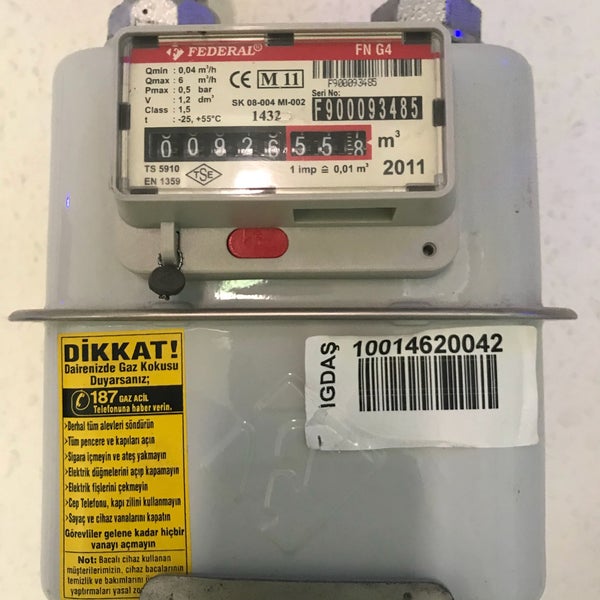 FEDERAL® FN G4
Qmin : 0,04 m³/h
Qmax : 6 m³/h
Pmax : 0,5 bar
V : 1,2 dm³
Class : 1,5
t : -25, +55°C
CE M 11
SK 08-004 MI-002
1432
F900093485
Seri No:
F900093485
00926558 m³
TS 5910
EN 1359
TSE
1 imp ≙ 0,01 m³
2011
DİKKAT!
Dairenizde Gaz Kokusu
Duyarsanız;
187 GAZ ACİL
Telefonuna haber verin.
>Derhal tüm alevleri söndürün
>Tüm pencere ve kapıları açın
>Sigara içmeyin ve ateş yakmayın
>Elektrik düğmelerini açıp kapamayın
>Elektrik fişlerini çekmeyin
>Cep Telefonu, kapı zilini kullanmayın
>Sayaç ve cihaz vanalarını kapatın
Görevliler gelene kadar hiçbir
vanayı açmayın
Not: Bacalı cihaz kullanan
müşterilerimizin, cihaz bacalarının
temizlik ve bakımlarını
yaptırmaları yasal
İGDAŞ
10014620042